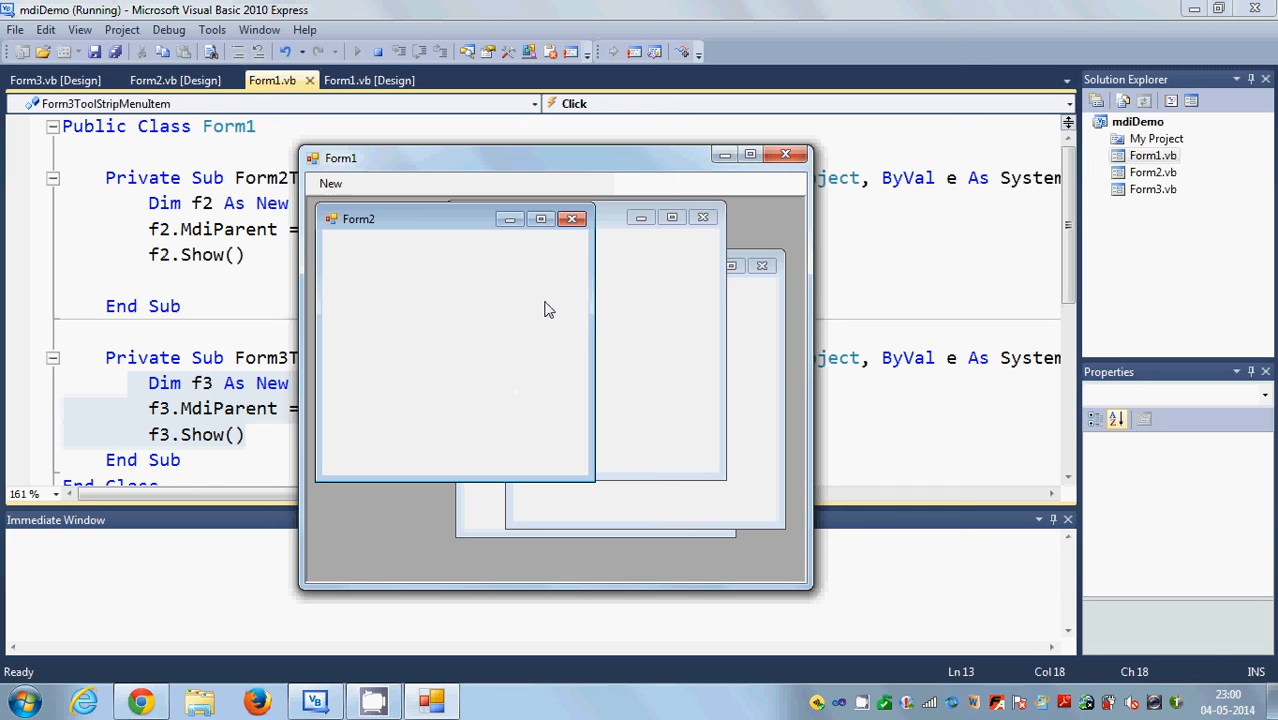 mdiDemo (Running) - Microsoft Visual Basic 2010 Express
File Edit View Project Debug Tools Window Help
Form3.vb [Design] Form2.vb [Design] Form1.vb Form1.vb [Design]
Form3ToolStripMenuItem Click
Public Class Form1
Private Sub Form2T
Dim f2 As New
f2.MdiParent =
f2.Show()
End Sub
Private Sub Form3T
Dim f3 As New
f3.MdiParent =
f3.Show()
End Sub
End Class
161 %
Form1
New
Form2
ject, ByVal e As System
ject, ByVal e As System
Immediate Window
Solution Explorer
mdiDemo
My Project
Form1.vb
Form2.vb
Form3.vb
Properties
Ready Ln 13 Col 18 Ch 18 INS
23:00
04-05-2014